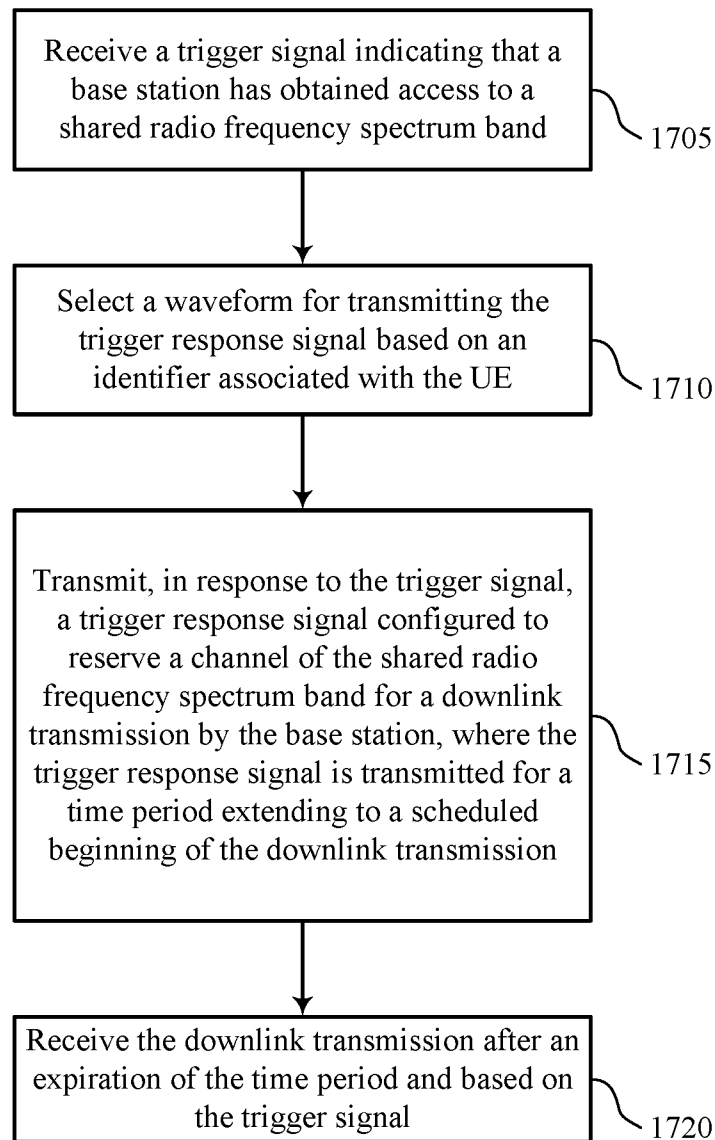 Receive a trigger signal indicating that a
base station has obtained access to a
shared radio frequency spectrum band
1705
Select a waveform for transmitting the
trigger response signal based on an
identifier associated with the UE
1710
Transmit, in response to the trigger signal,
a trigger response signal configured to
reserve a channel of the shared radio
frequency spectrum band for a downlink
transmission by the base station, where the
trigger response signal is transmitted for a
time period extending to a scheduled
beginning of the downlink transmission
1715
Receive the downlink transmission after an
expiration of the time period and based on
the trigger signal
1720